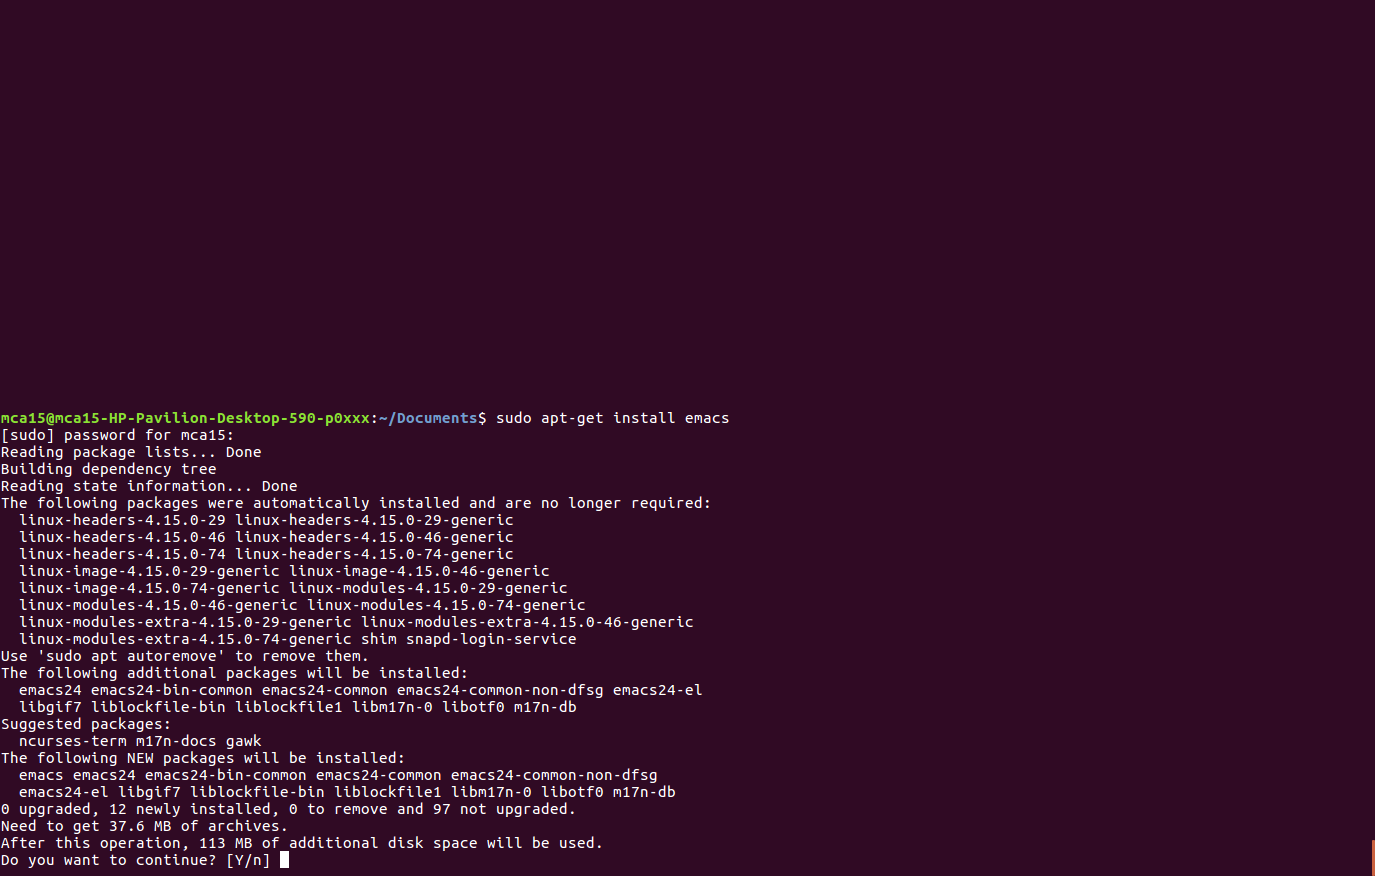 mca15@mca15-HP-Pavilion-Desktop-590-p0xxx:~/Documents$ sudo apt-get install emacs
[sudo] password for mca15:
Reading package lists... Done
Building dependency tree
Reading state information... Done
The following packages were automatically installed and are no longer required:
  linux-headers-4.15.0-29 linux-headers-4.15.0-29-generic
  linux-headers-4.15.0-46 linux-headers-4.15.0-46-generic
  linux-headers-4.15.0-74 linux-headers-4.15.0-74-generic
  linux-image-4.15.0-29-generic linux-image-4.15.0-46-generic
  linux-image-4.15.0-74-generic linux-modules-4.15.0-29-generic
  linux-modules-4.15.0-46-generic linux-modules-4.15.0-74-generic
  linux-modules-extra-4.15.0-29-generic linux-modules-extra-4.15.0-46-generic
  linux-modules-extra-4.15.0-74-generic shim snapd-login-service
Use 'sudo apt autoremove' to remove them.
The following additional packages will be installed:
  emacs24 emacs24-bin-common emacs24-common emacs24-common-non-dfsg emacs24-el
  libgif7 liblockfile-bin liblockfile1 libm17n-0 libotf0 m17n-db
Suggested packages:
  ncurses-term m17n-docs gawk
The following NEW packages will be installed:
  emacs emacs24 emacs24-bin-common emacs24-common emacs24-common-non-dfsg
  emacs24-el libgif7 liblockfile-bin liblockfile1 libm17n-0 libotf0 m17n-db
0 upgraded, 12 newly installed, 0 to remove and 97 not upgraded.
Need to get 37.6 MB of archives.
After this operation, 113 MB of additional disk space will be used.
Do you want to continue? [Y/n]